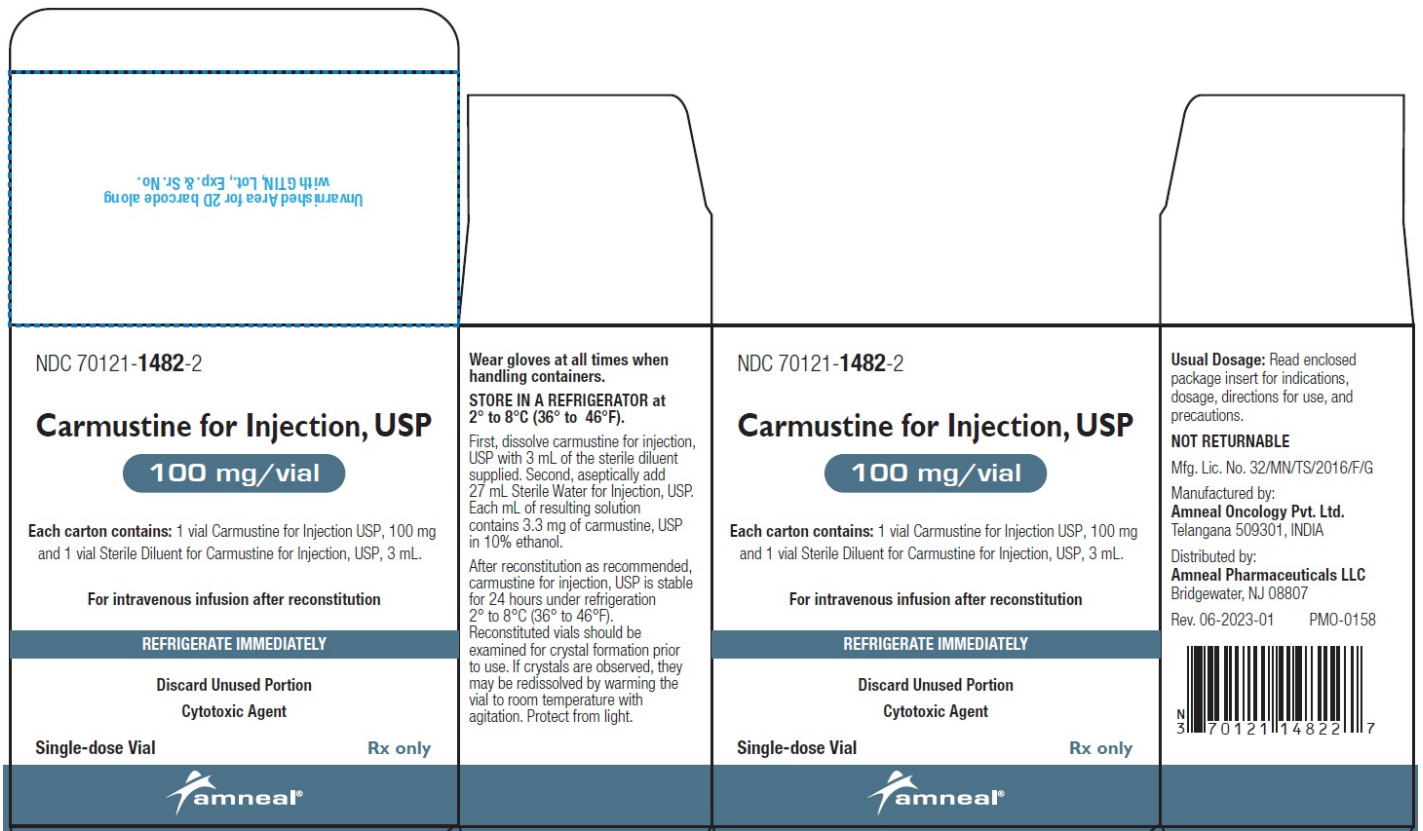 Unvarnished Area for 2D barcode along
with GTIN, Lot., Exp. & Sr. No.
NDC 70121-1482-2
Carmustine for Injection, USP
100 mg/vial
Each carton contains: 1 vial Carmustine for Injection USP, 100 mg
and 1 vial Sterile Diluent for Carmustine for Injection, USP, 3 mL.
For intravenous infusion after reconstitution
REFRIGERATE IMMEDIATELY
Discard Unused Portion
Cytotoxic Agent
Single-dose Vial Rx only
amneal®
Wear gloves at all times when
handling containers.
STORE IN A REFRIGERATOR at
2° to 8°C (36° to 46°F).
First, dissolve carmustine for injection,
USP with 3 mL of the sterile diluent
supplied. Second, aseptically add
27 mL Sterile Water for Injection, USP.
Each mL of resulting solution
contains 3.3 mg of carmustine, USP
in 10% ethanol.
After reconstitution as recommended,
carmustine for injection, USP is stable
for 24 hours under refrigeration
2° to 8°C (36° to 46°F).
Reconstituted vials should be
examined for crystal formation prior
to use. If crystals are observed, they
may be redissolved by warming the
vial to room temperature with
agitation. Protect from light.
NDC 70121-1482-2
Carmustine for Injection, USP
100 mg/vial
Each carton contains: 1 vial Carmustine for Injection USP, 100 mg
and 1 vial Sterile Diluent for Carmustine for Injection, USP, 3 mL.
For intravenous infusion after reconstitution
REFRIGERATE IMMEDIATELY
Discard Unused Portion
Cytotoxic Agent
Single-dose Vial Rx only
amneal®
Usual Dosage: Read enclosed
package insert for indications,
dosage, directions for use, and
precautions.
NOT RETURNABLE
Mfg. Lic. No. 32/MN/TS/2016/F/G
Manufactured by:
Amneal Oncology Pvt. Ltd.
Telangana 509301, INDIA
Distributed by:
Amneal Pharmaceuticals LLC
Bridgewater, NJ 08807
Rev. 06-2023-01 PMO-0158
N
3 70121 14822 7